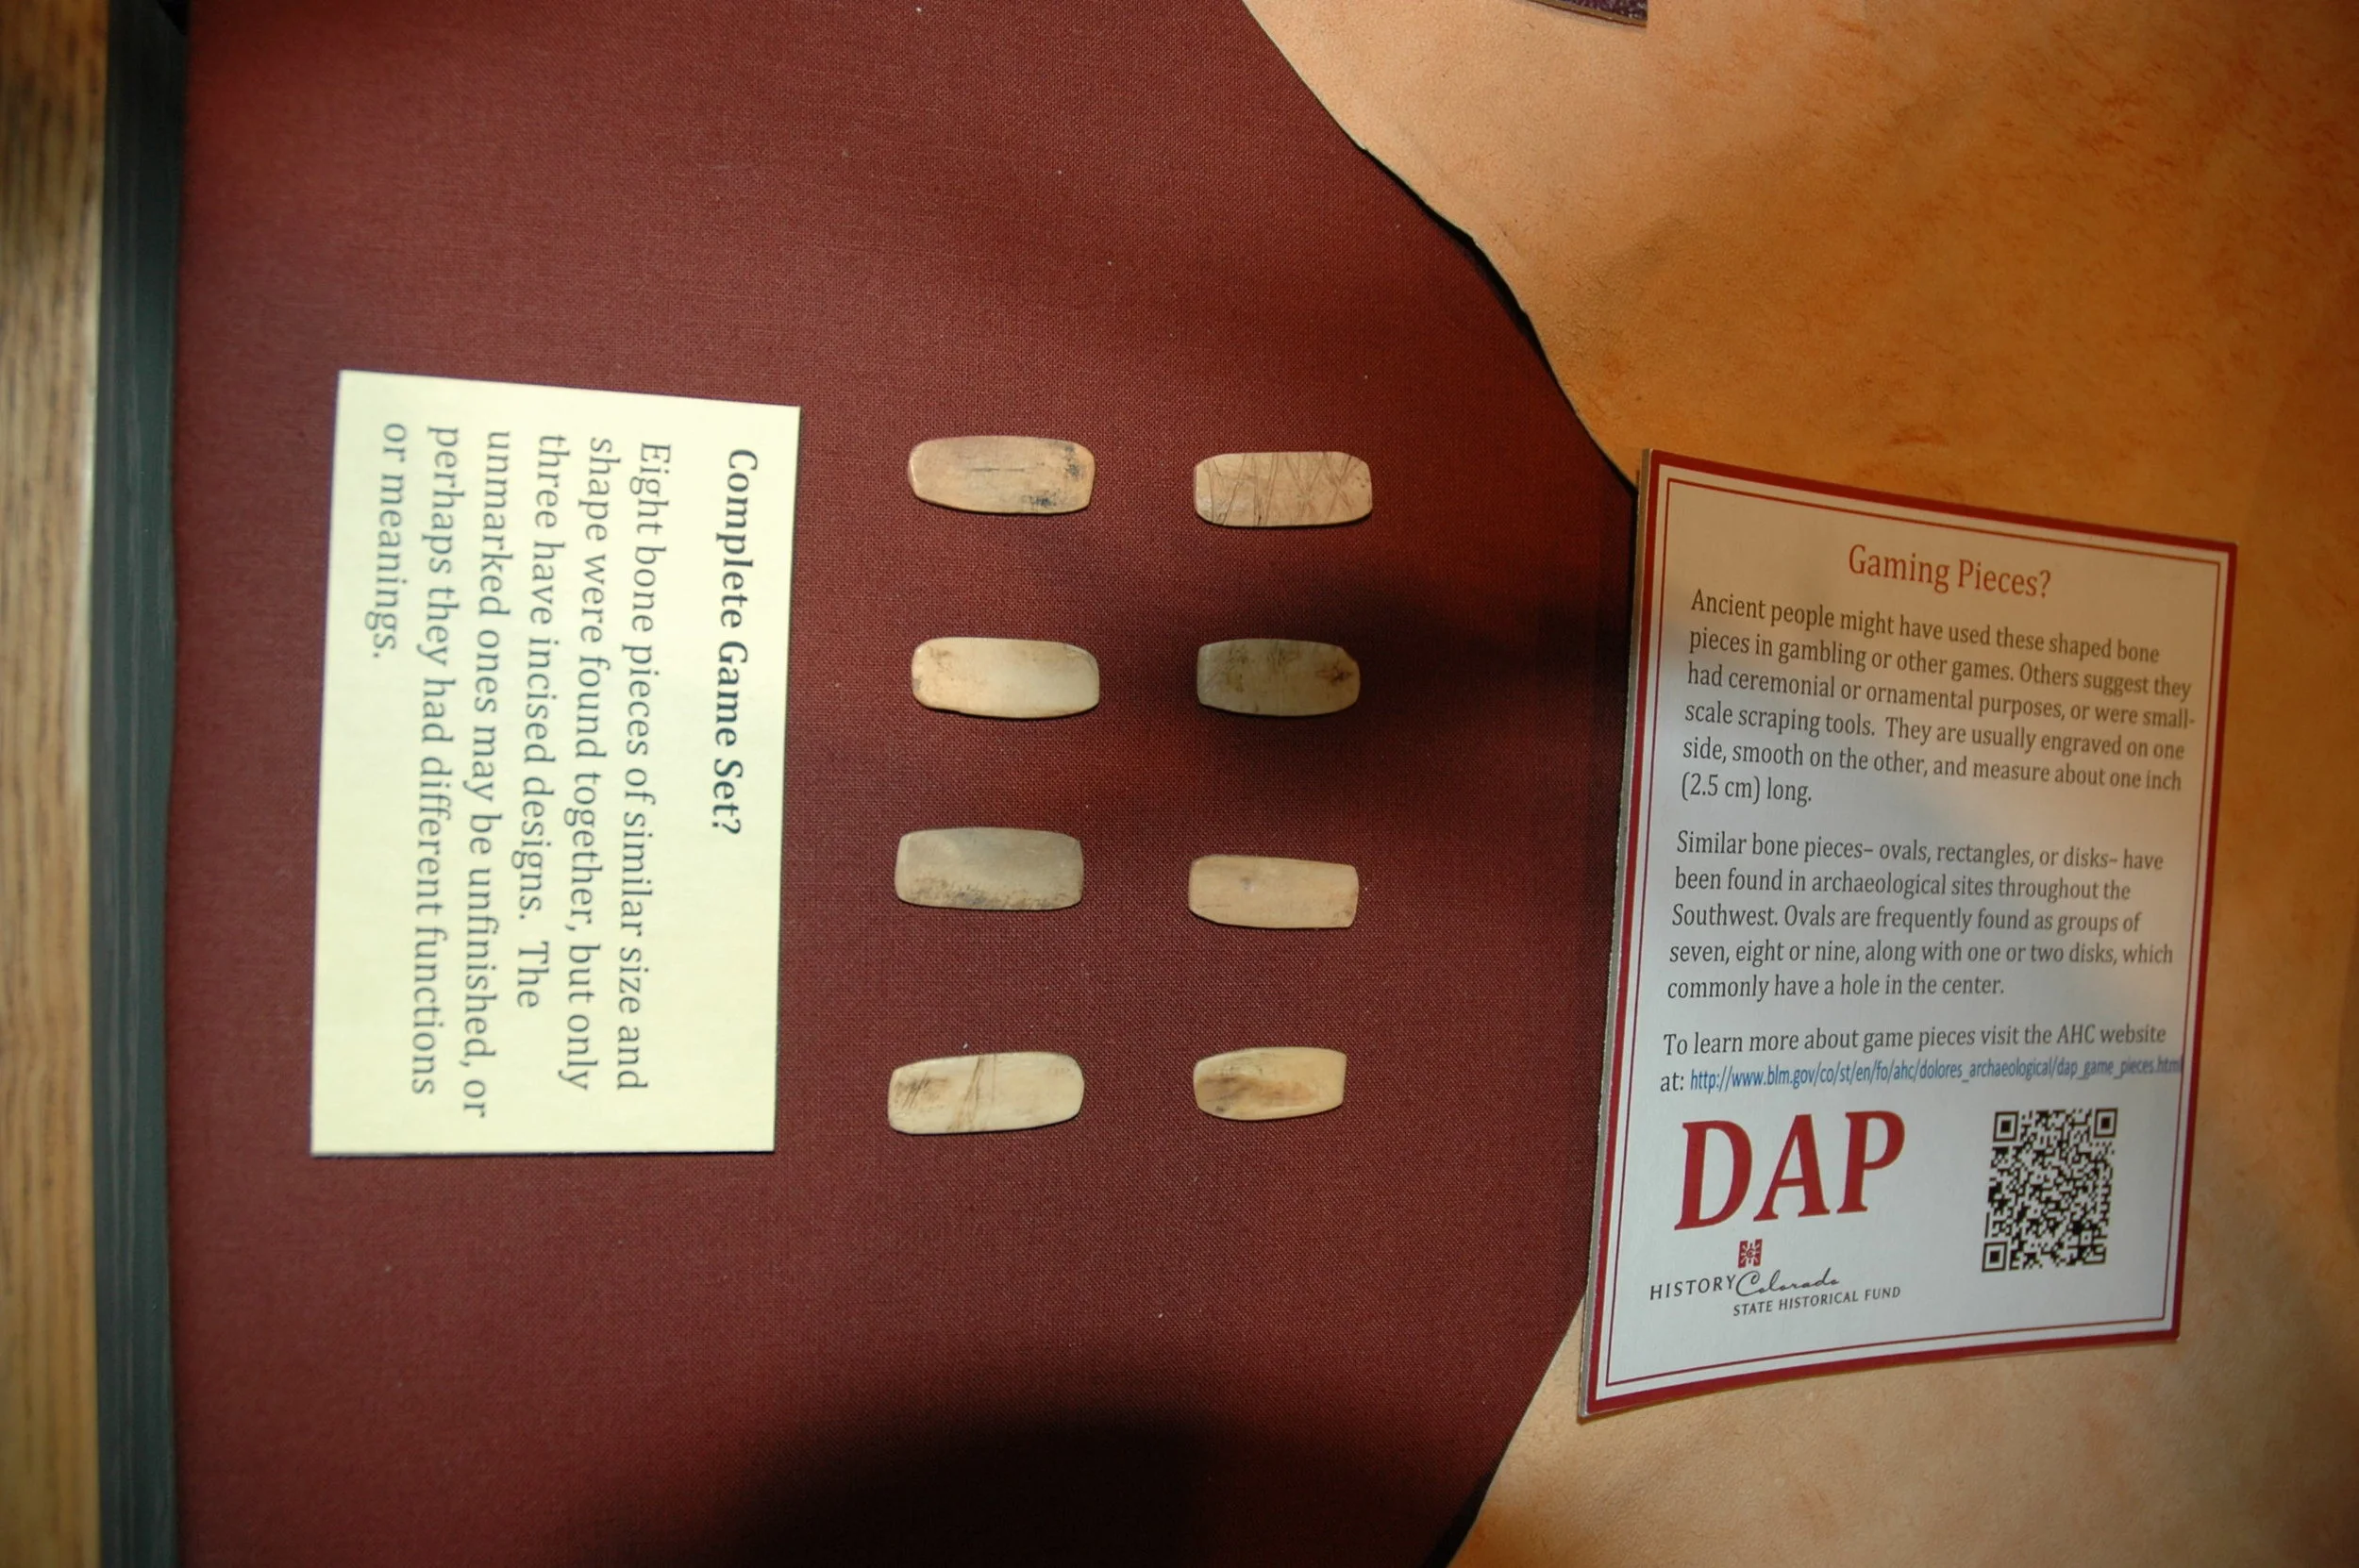 Complete Game Set?
Eight bone pieces of similar size and
shape were found together, but only
three have incised designs. The
unmarked ones may be unfinished, or
perhaps they had different functions
or meanings.
Gaming Pieces?
Ancient people might have used these shaped bone
pieces in gambling or other games. Others suggest they
had ceremonial or ornamental purposes, or were small-
scale scraping tools. They are usually engraved on one
side, smooth on the other, and measure about one inch
(2.5 cm) long.
Similar bone pieces– ovals, rectangles, or disks– have
been found in archaeological sites throughout the
Southwest. Ovals are frequently found as groups of
seven, eight or nine, along with one or two disks, which
commonly have a hole in the center.
To learn more about game pieces visit the AHC website
at: http://www.blm.gov/co/st/en/fo/ahc/dolores_archaeological/dap_game_pieces.html
DAP
HISTORY Colorado
STATE HISTORICAL FUND